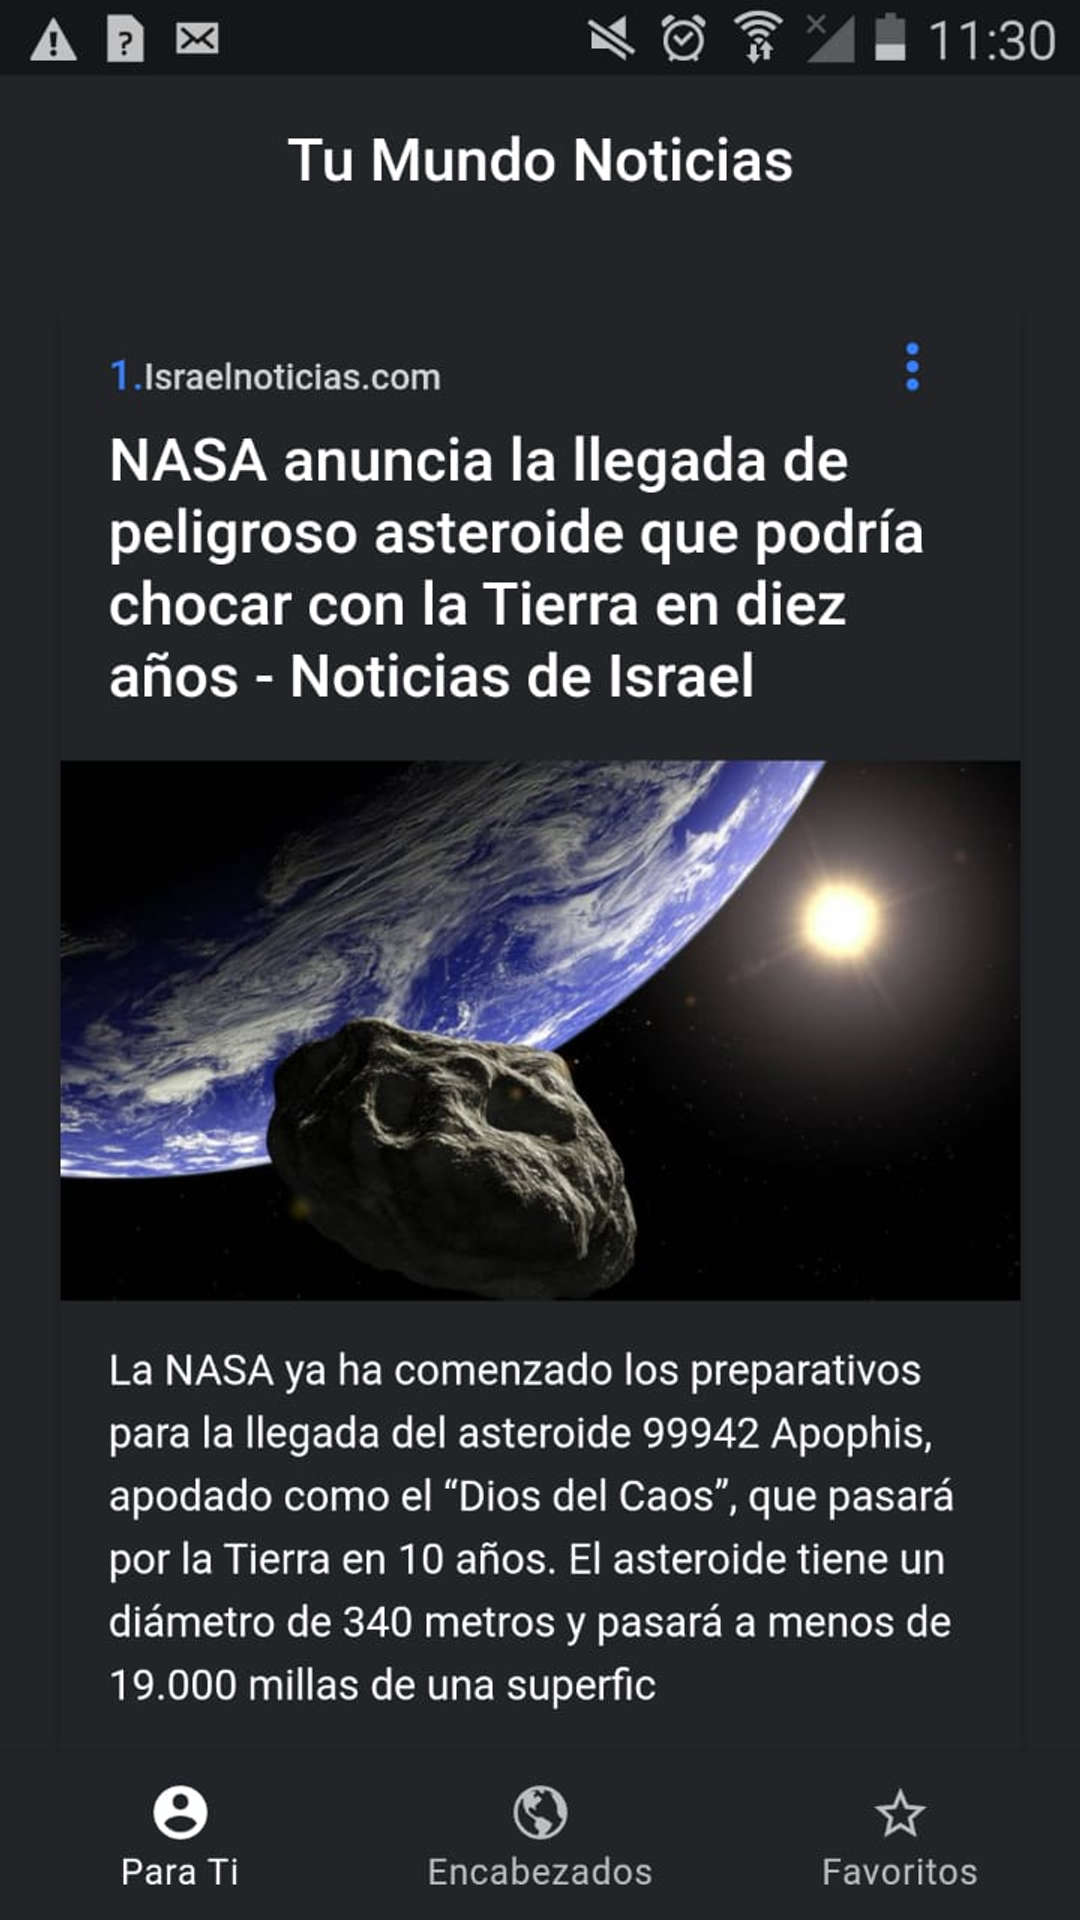 11:30
Tu Mundo Noticias
1.Israelnoticias.com
NASA anuncia la llegada de
peligroso asteroide que podría
chocar con la Tierra en diez
años - Noticias de Israel
La NASA ya ha comenzado los preparativos
para la llegada del asteroide 99942 Apophis,
apodado como el “Dios del Caos”, que pasará
por la Tierra en 10 años. El asteroide tiene un
diámetro de 340 metros y pasará a menos de
19.000 millas de una superfic
Para Ti
Encabezados
Favoritos